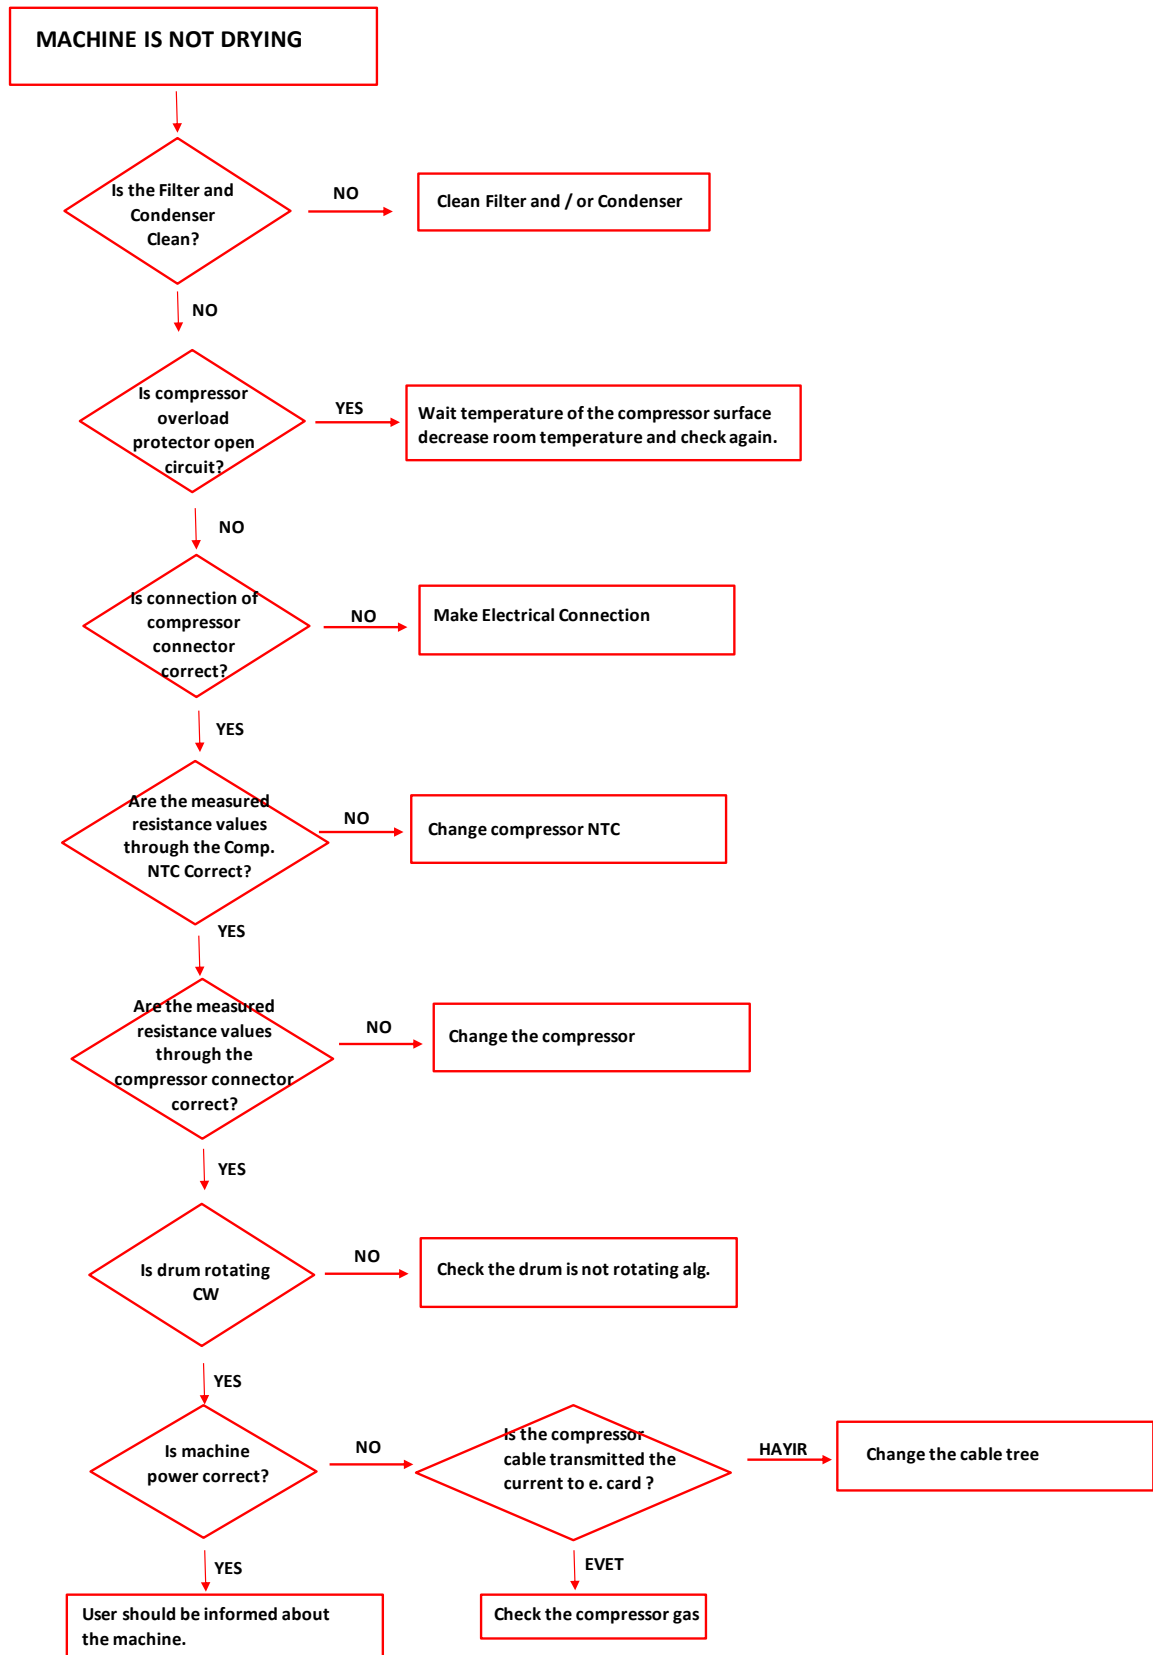 MACHINE IS NOT DRYING
Is the Filter and
Condenser
Clean?
NO
Clean Filter and / or Condenser
NO
Is compressor
overload
protector open
circuit?
YES
Wait temperature of the compressor surface
decrease room temperature and check again.
NO
Is connection of
compressor
connector
correct?
NO
Make Electrical Connection
YES
Are the measured
resistance values
through the Comp.
NTC Correct?
NO
Change compressor NTC
YES
Are the measured
resistance values
through the
compressor connector
correct?
NO
Change the compressor
YES
Is drum rotating
CW
NO
Check the drum is not rotating alg.
YES
Is machine
power correct?
NO
Is the compressor
cable transmitted the
current to e. card ?
HAYIR
Change the cable tree
YES
EVET
User should be informed about
the machine.
Check the compressor gas